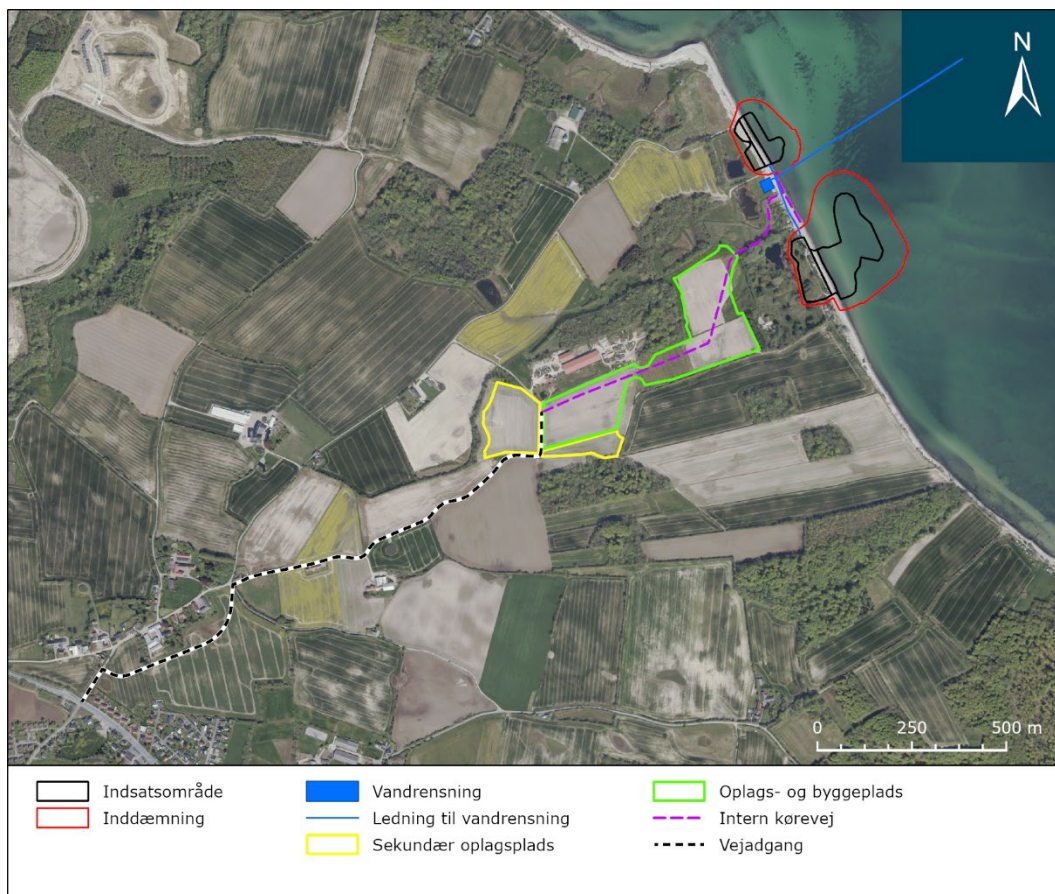 N
0 250 500 m
Indsatsområde
Inddæmning
Vandrensning
Ledning til vandrensning
Sekundær oplagsplads
Oplags- og byggeplads
Intern kørevej
Vejadgang